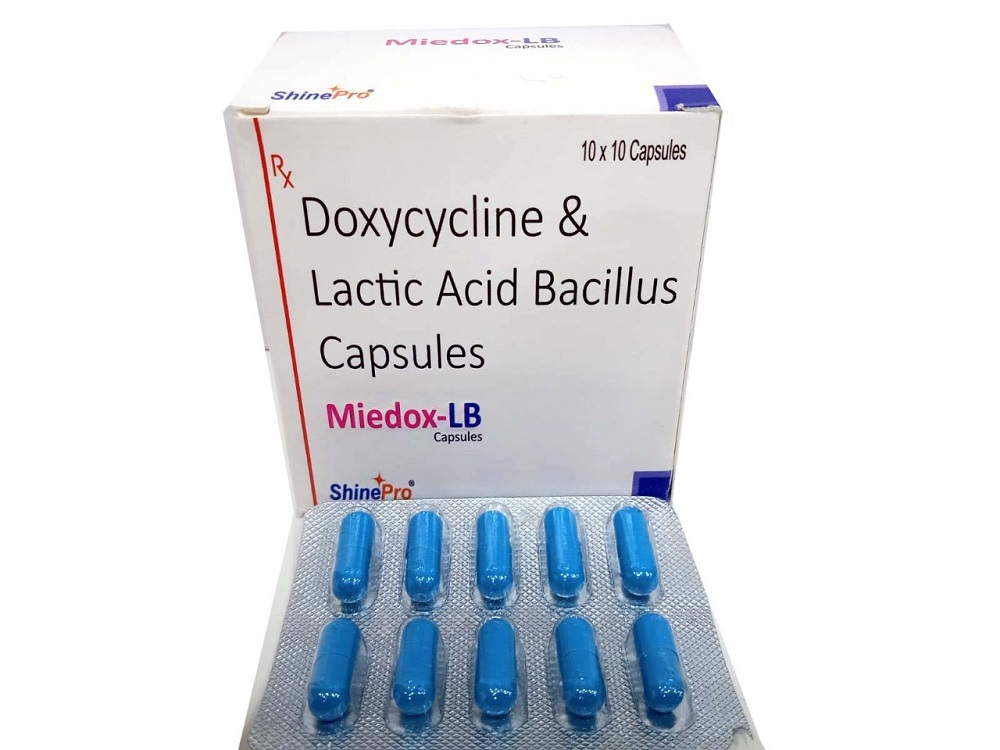 Miedox-LB
Capsules
ShinePro®
Rx
10 x 10 Capsules
Doxycycline &
Lactic Acid Bacillus
Capsules
Miedox-LB
Capsules
ShinePro®